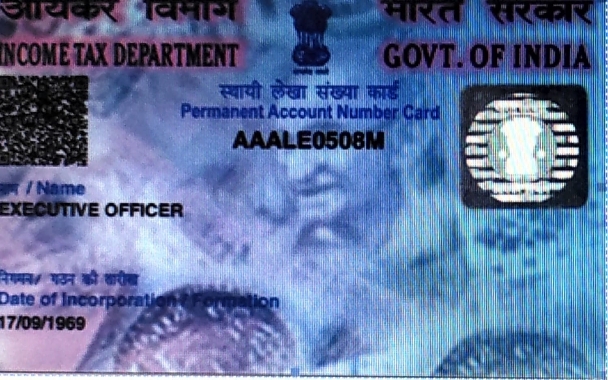 आयकर विभाग
भारत सरकार
INCOME TAX DEPARTMENT
GOVT. OF INDIA
स्थायी लेखा संख्या कार्ड
Permanent Account Number Card
AAALE0508M
/ Name
EXECUTIVE OFFICER
गठन की तारीख
Date of Incorporation / Formation
17/09/1969